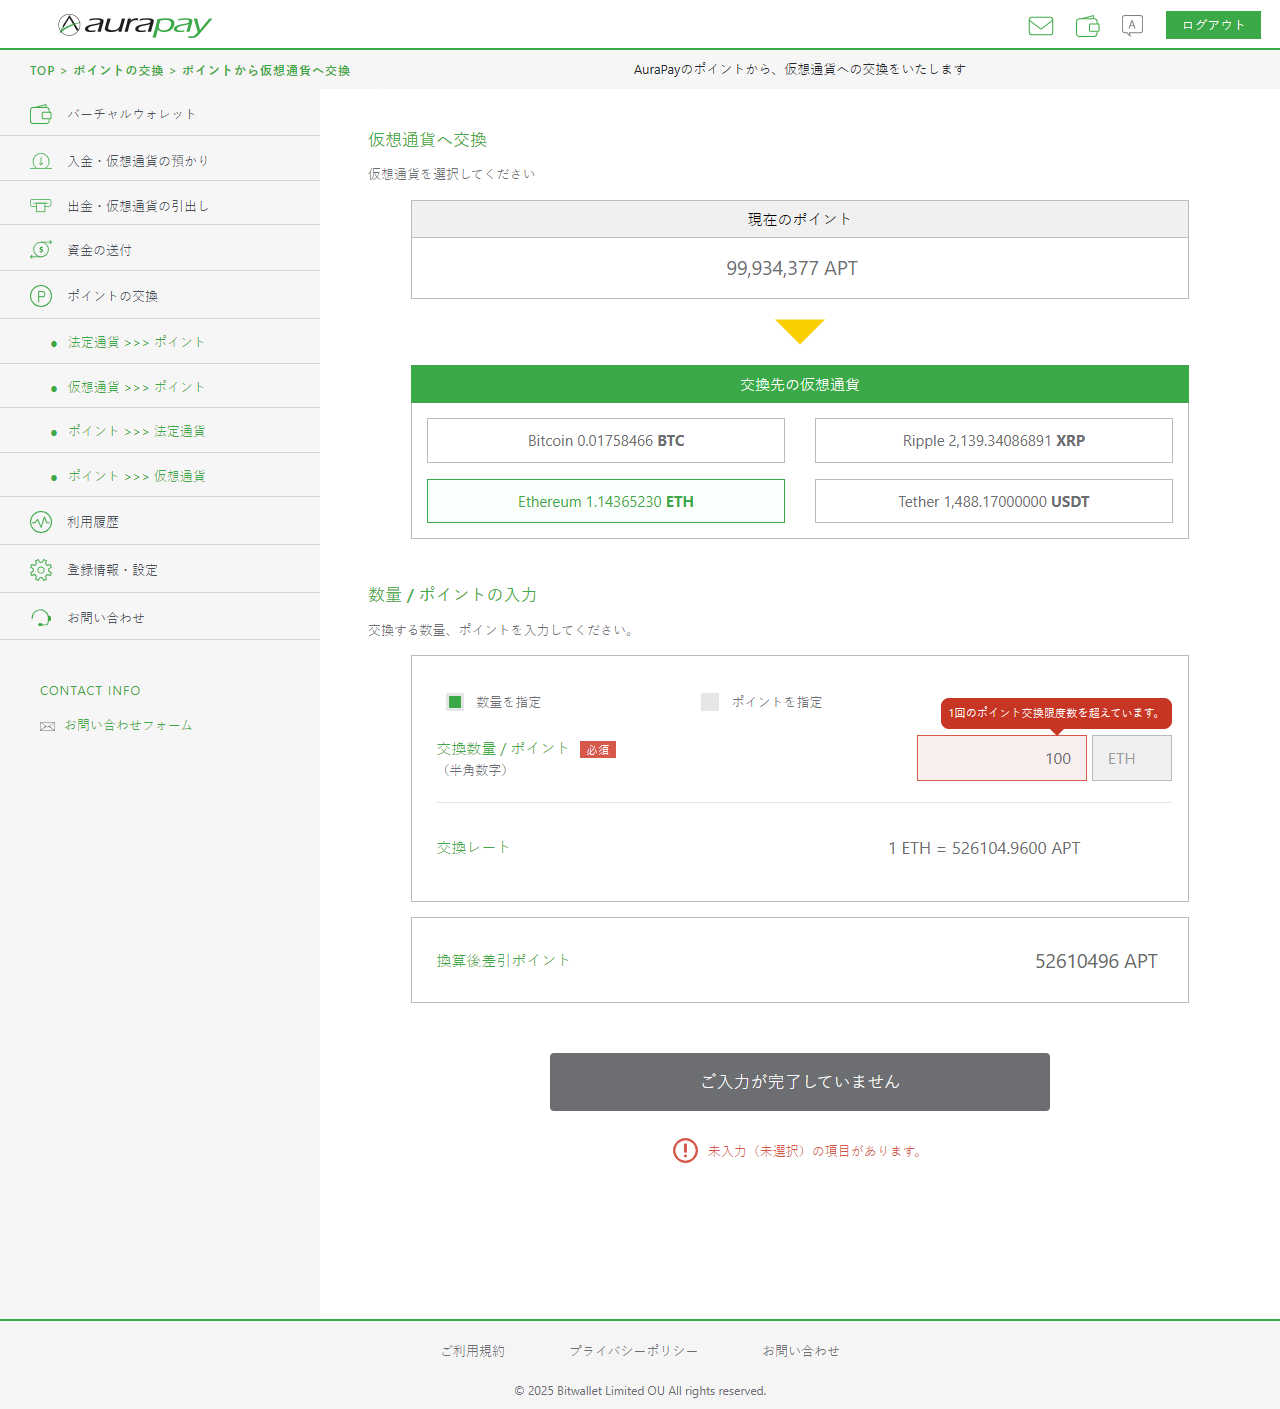 aurapay
A
ログアウト
TOP > ポイントの交換 > ポイントから仮想通貨へ交換
AuraPayのポイントから、仮想通貨への交換をいたします
バーチャルウォレット
入金・仮想通貨の預かり
出金・仮想通貨の引出し
$ 資金の送付
P ポイントの交換
● 法定通貨 >>> ポイント
● 仮想通貨 >>> ポイント
● ポイント >>> 法定通貨
● ポイント >>> 仮想通貨
利用履歴
登録情報・設定
お問い合わせ
CONTACT INFO
お問い合わせフォーム
仮想通貨へ交換
仮想通貨を選択してください
現在のポイント
99,934,377 APT
交換先の仮想通貨
Bitcoin 0.01758466 BTC
Ripple 2,139.34086891 XRP
Ethereum 1.14365230 ETH
Tether 1,488.17000000 USDT
数量 / ポイントの入力
交換する数量、ポイントを入力してください。
数量を指定
ポイントを指定
1回のポイント交換限度数を超えています。
交換数量 / ポイント 必須
（半角数字）
100 ETH
交換レート
1 ETH = 526104.9600 APT
換算後差引ポイント
52610496 APT
ご入力が完了していません
未入力（未選択）の項目があります。
ご利用規約
プライバシーポリシー
お問い合わせ
© 2025 Bitwallet Limited OU All rights reserved.